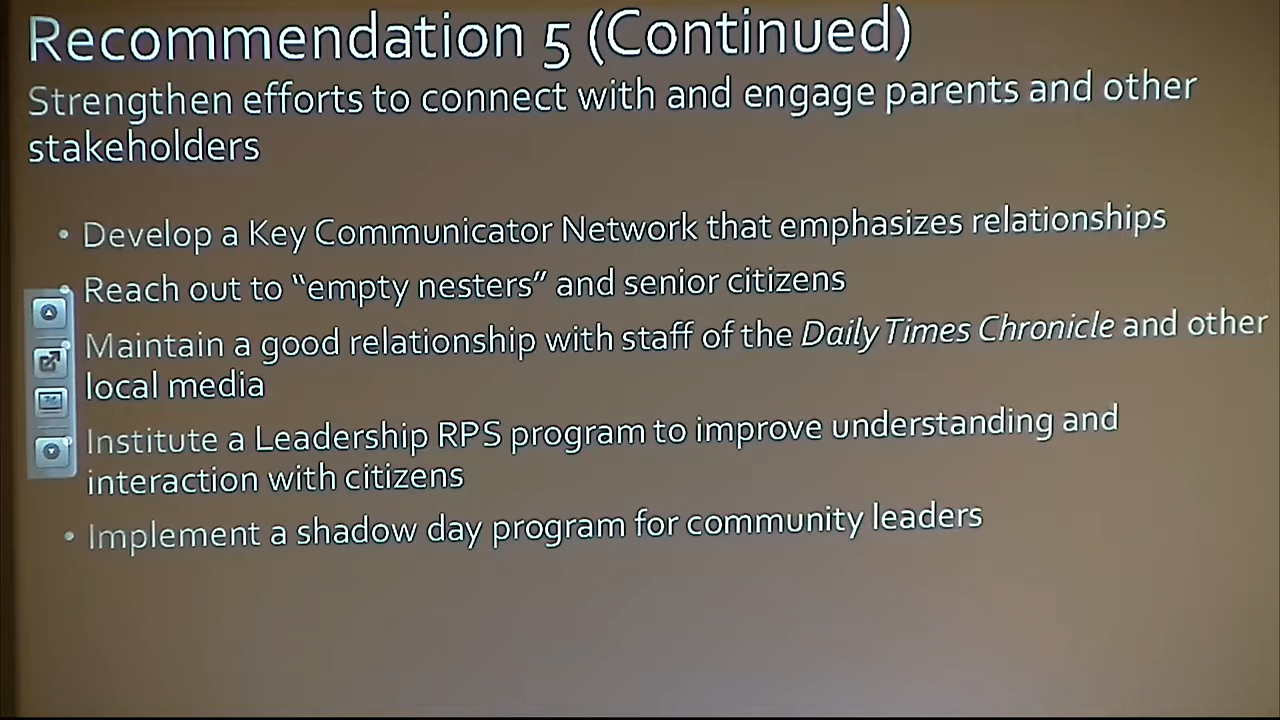 Recommendation 5 (Continued)
Strengthen efforts to connect with and engage parents and other
stakeholders
• Develop a Key Communicator Network that emphasizes relationships
• Reach out to “empty nesters” and senior citizens
Maintain a good relationship with staff of the Daily Times Chronicle and other
local media
Institute a Leadership RPS program to improve understanding and
interaction with citizens
• Implement a shadow day program for community leaders